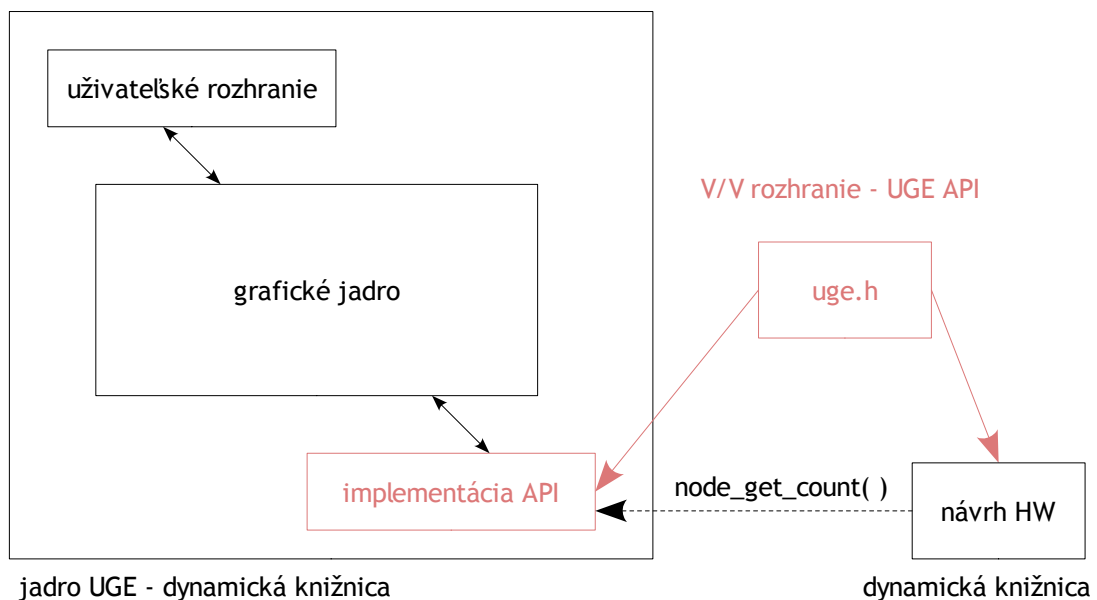 užívateľské rozhranie
V/V rozhranie - UGE API
grafické jadro
uge.h
implementácia API
node_get_count( )
návrh HW
jadro UGE - dynamická knižnica
dynamická knižnica